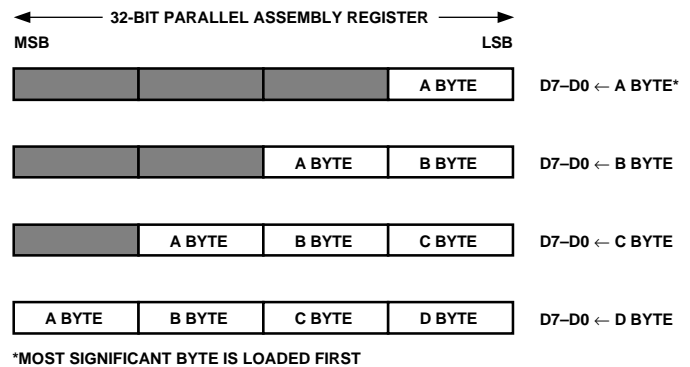 32-BIT PARALLEL ASSEMBLY REGISTER
MSB LSB
A BYTE D7–D0 ← A BYTE*
A BYTE B BYTE D7–D0 ← B BYTE
A BYTE B BYTE C BYTE D7–D0 ← C BYTE
A BYTE B BYTE C BYTE D BYTE D7–D0 ← D BYTE
*MOST SIGNIFICANT BYTE IS LOADED FIRST